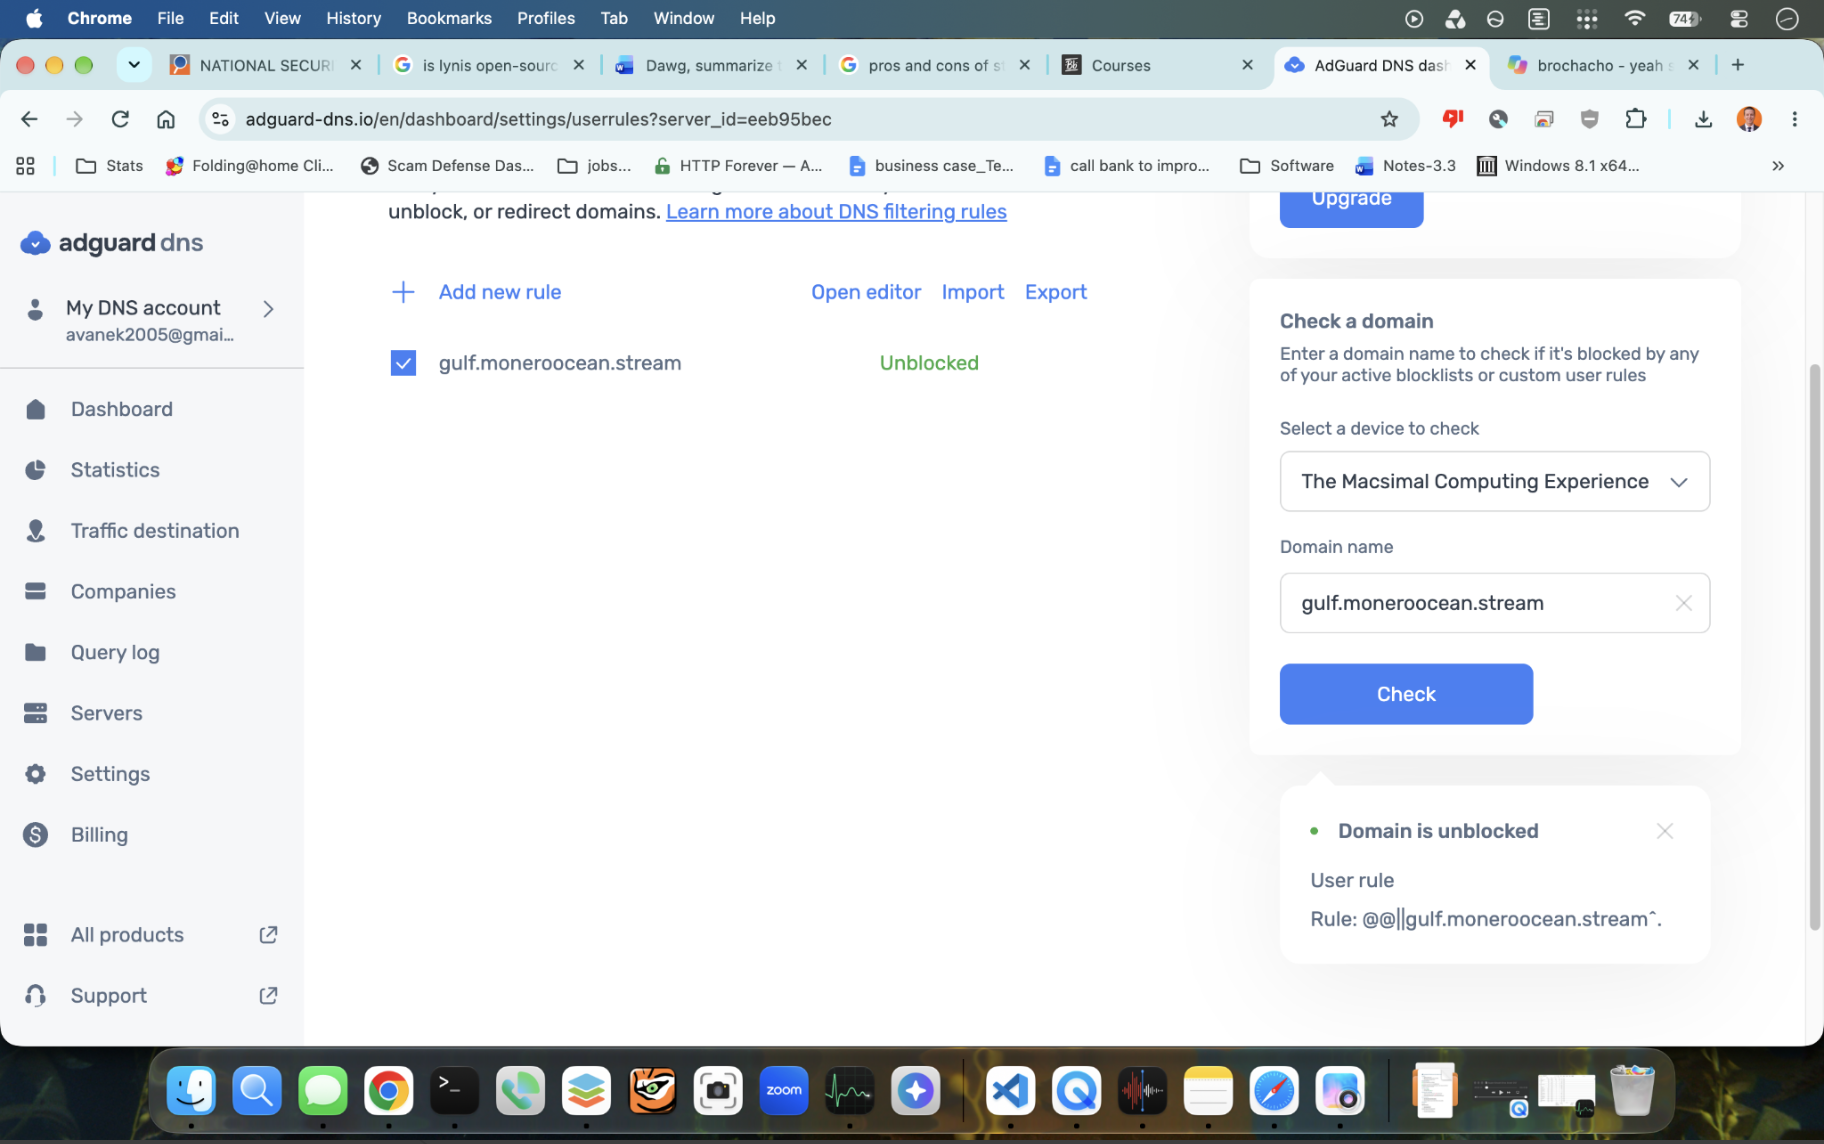 Chrome File Edit View History Bookmarks Profiles Tab Window Help 74
NATIONAL SECURI is lynis open-sourc Dawg, summarize pros and cons of st Courses AdGuard DNS dash brochacho - yeah
adguard-dns.io/en/dashboard/settings/userrules?server_id=eeb95bec
Stats Folding@home Cli... Scam Defense Das... jobs... HTTP Forever — A... business case_Te... call bank to impro... Software Notes-3.3 Windows 8.1 x64... »
adguard dns
My DNS account
avanek2005@gmai...
Dashboard
Statistics
Traffic destination
Companies
Query log
Servers
Settings
Billing
All products
Support
unblock, or redirect domains. Learn more about DNS filtering rules
Add new rule Open editor Import Export
gulf.moneroocean.stream Unblocked
Upgrade
Check a domain
Enter a domain name to check if it's blocked by any
of your active blocklists or custom user rules
Select a device to check
The Macsimal Computing Experience
Domain name
gulf.moneroocean.stream
Check
Domain is unblocked
User rule
Rule: @@||gulf.moneroocean.stream^.
zoom